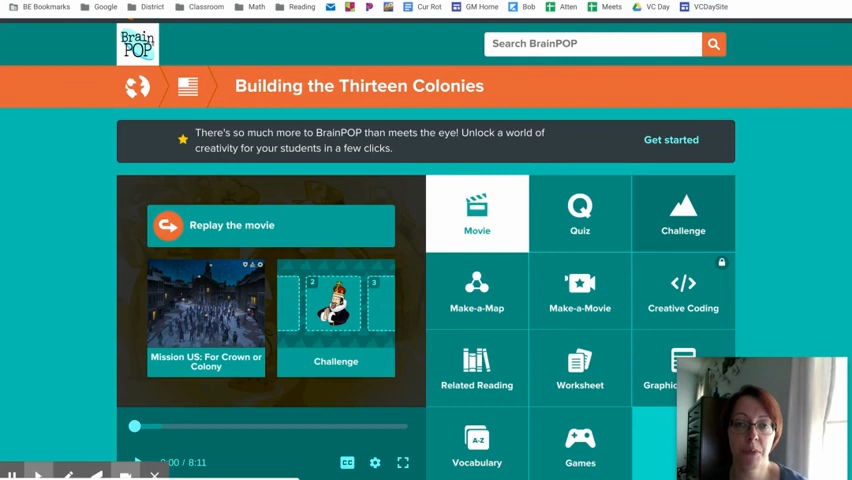 BE Bookmarks Google District Classroom Math Reading Cur Rot GM Home Bob Atten Meets VC Day VCDaySite
Brain
POP
Search BrainPOP
Building the Thirteen Colonies
There's so much more to BrainPOP than meets the eye! Unlock a world of
creativity for your students in a few clicks.
Get started
Replay the movie
2 3
Mission US: For Crown or
Colony
Challenge
0:00 / 8:11
CC
Movie Quiz Challenge
Make-a-Map Make-a-Movie Creative Coding
Related Reading Worksheet Graphic
A-Z
Vocabulary Games